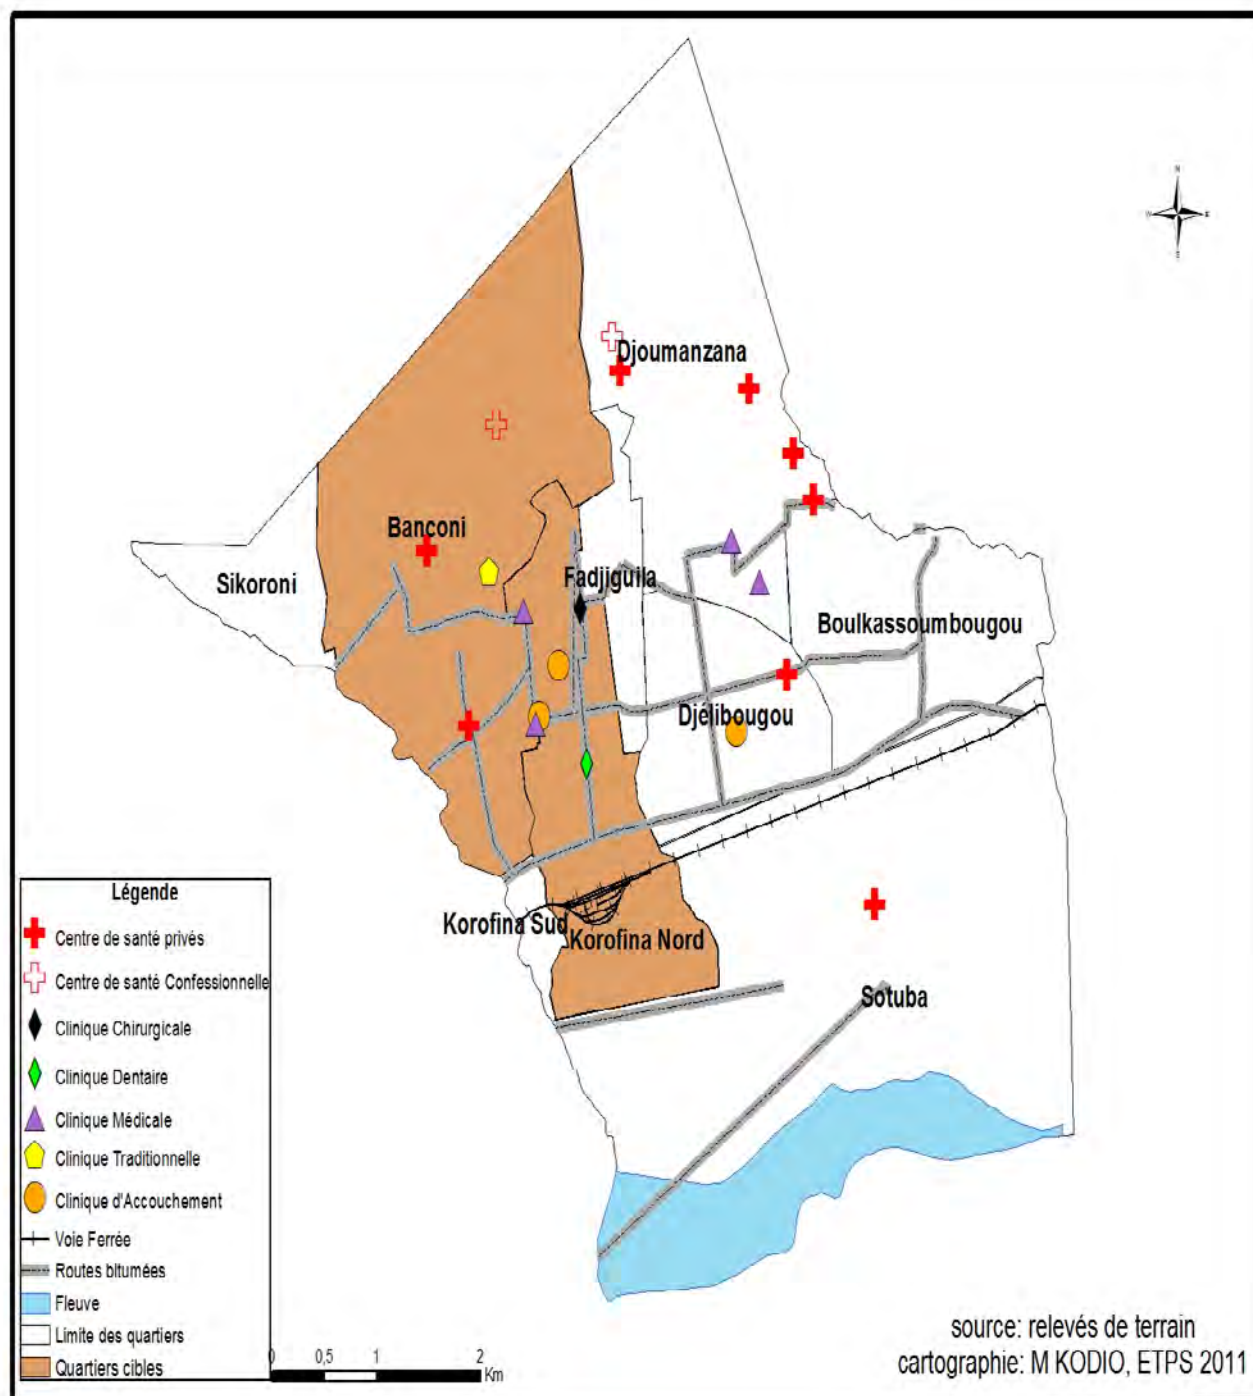 N
W
E
S
Djoumanzana
Banconi
Sikoroni
Fadjiguila
Boulkassoumbougou
Djélibougou
Korofina Sud
Korofina Nord
Sotuba
Légende
Centre de santé privés
Centre de santé Confessionnelle
Clinique Chirurgicale
Clinique Dentaire
Clinique Médicale
Clinique Traditionnelle
Clinique d'Accouchement
Voie Ferrée
Routes bitumées
Fleuve
Limite des quartiers
Quartiers cibles
0 0,5 1 2
Km
source: relevés de terrain
cartographie: M KODIO, ETPS 2011